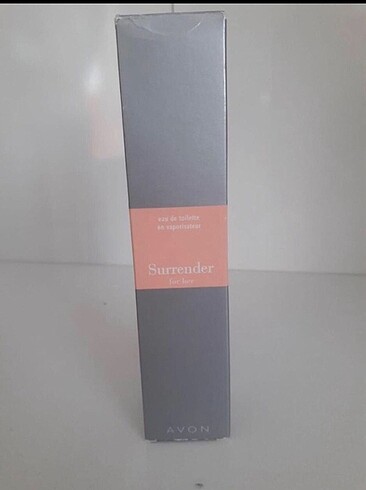 eau de toilette
en vaporisateur
Surrender
for her
AVON